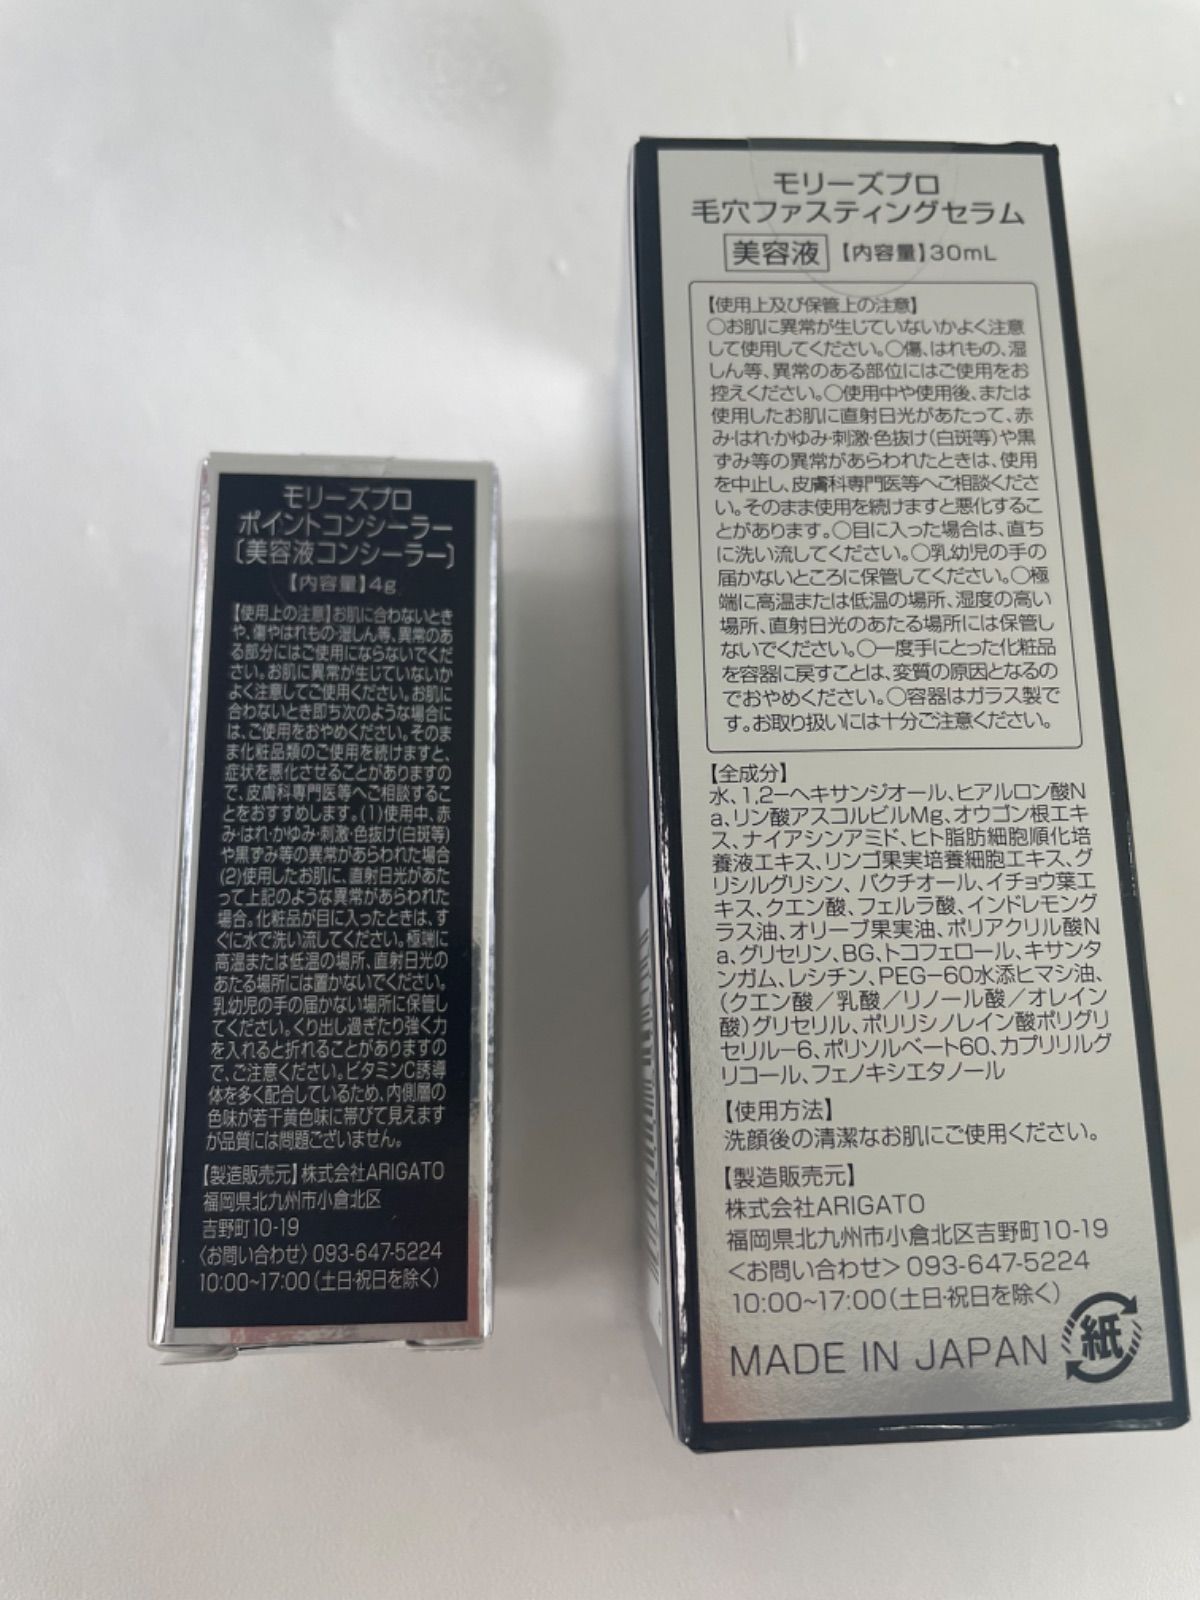 モリーズプロ
ポイントコンシーラー
〔美容液コンシーラー〕
【内容量】4g
【使用上の注意】お肌に合わないとき
や、傷やはれもの・湿しん等、異常のあ
る部分にはご使用にならないでくだ
さい。お肌に異常が生じていないか
よく注意してご使用ください。お肌に
合わないとき即ち次のような場合に
は、ご使用をおやめください。そのま
ま化粧品類のご使用を続けますと、
症状を悪化させることがありますの
で、皮膚科専門医等へご相談するこ
とをおすすめします。(1)使用中、赤
み・はれ・かゆみ・刺激・色抜け(白斑等)
や黒ずみ等の異常があらわれた場合
(2)使用したお肌に、直射日光があた
って上記のような異常があらわれた
場合。化粧品が目に入ったときは、す
ぐに水で洗い流してください。極端に
高温または低温の場所、直射日光の
あたる場所には置かないでください。
乳幼児の手の届かない場所に保管し
てください。くり出し過ぎたり強く力
を入れると折れることがありますの
で、ご注意ください。ビタミンC誘導
体を多く配合しているため、内側層の
色味が若干黄色味に帯びて見えます
が品質には問題ございません。
【製造販売元】株式会社ARIGATO
福岡県北九州市小倉北区
吉野町10-19
〈お問い合わせ〉093-647-5224
10:00~17:00(土日・祝日を除く)
モリーズプロ
毛穴ファスティングセラム
美容液 【内容量】30mL
【使用上及び保管上の注意】
○お肌に異常が生じていないかよく注意
して使用してください。○傷、はれもの、湿
しん等、異常のある部位にはご使用をお
控えください。○使用中や使用後、または
使用したお肌に直射日光があたって、赤
み・はれ・かゆみ・刺激・色抜け(白斑等)や黒
ずみ等の異常があらわれたときは、使用
を中止し、皮膚科専門医等へご相談くださ
い。そのまま使用を続けますと悪化するこ
とがあります。○目に入った場合は、直ち
に洗い流してください。○乳幼児の手の
届かないところに保管してください。○極
端に高温または低温の場所、湿度の高い
場所、直射日光のあたる場所には保管し
ないでください。○一度手にとった化粧品
を容器に戻すことは、変質の原因となるの
でおやめください。○容器はガラス製で
す。お取り扱いには十分ご注意ください。
【全成分】
水、1,2-ヘキサンジオール、ヒアルロン酸N
a、リン酸アスコルビルMg、オウゴン根エキ
ス、ナイアシンアミド、ヒト脂肪細胞順化培
養液エキス、リンゴ果実培養細胞エキス、グ
リシルグリシン、バクチオール、イチョウ葉エ
キス、クエン酸、フェルラ酸、インドレモング
ラス油、オリーブ果実油、ポリアクリル酸N
a、グリセリン、BG、トコフェロール、キサンタ
ンガム、レシチン、PEG-60水添ヒマシ油、
(クエン酸/乳酸/リノール酸/オレイン
酸)グリセリル、ポリリシノレイン酸ポリグリ
セリル-6、ポリソルベート60、カプリリルグ
リコール、フェノキシエタノール
【使用方法】
洗顔後の清潔なお肌にご使用ください。
【製造販売元】
株式会社ARIGATO
福岡県北九州市小倉北区吉野町10-19
<お問い合わせ>093-647-5224
10:00~17:00(土日・祝日を除く)
MADE IN JAPAN 紙